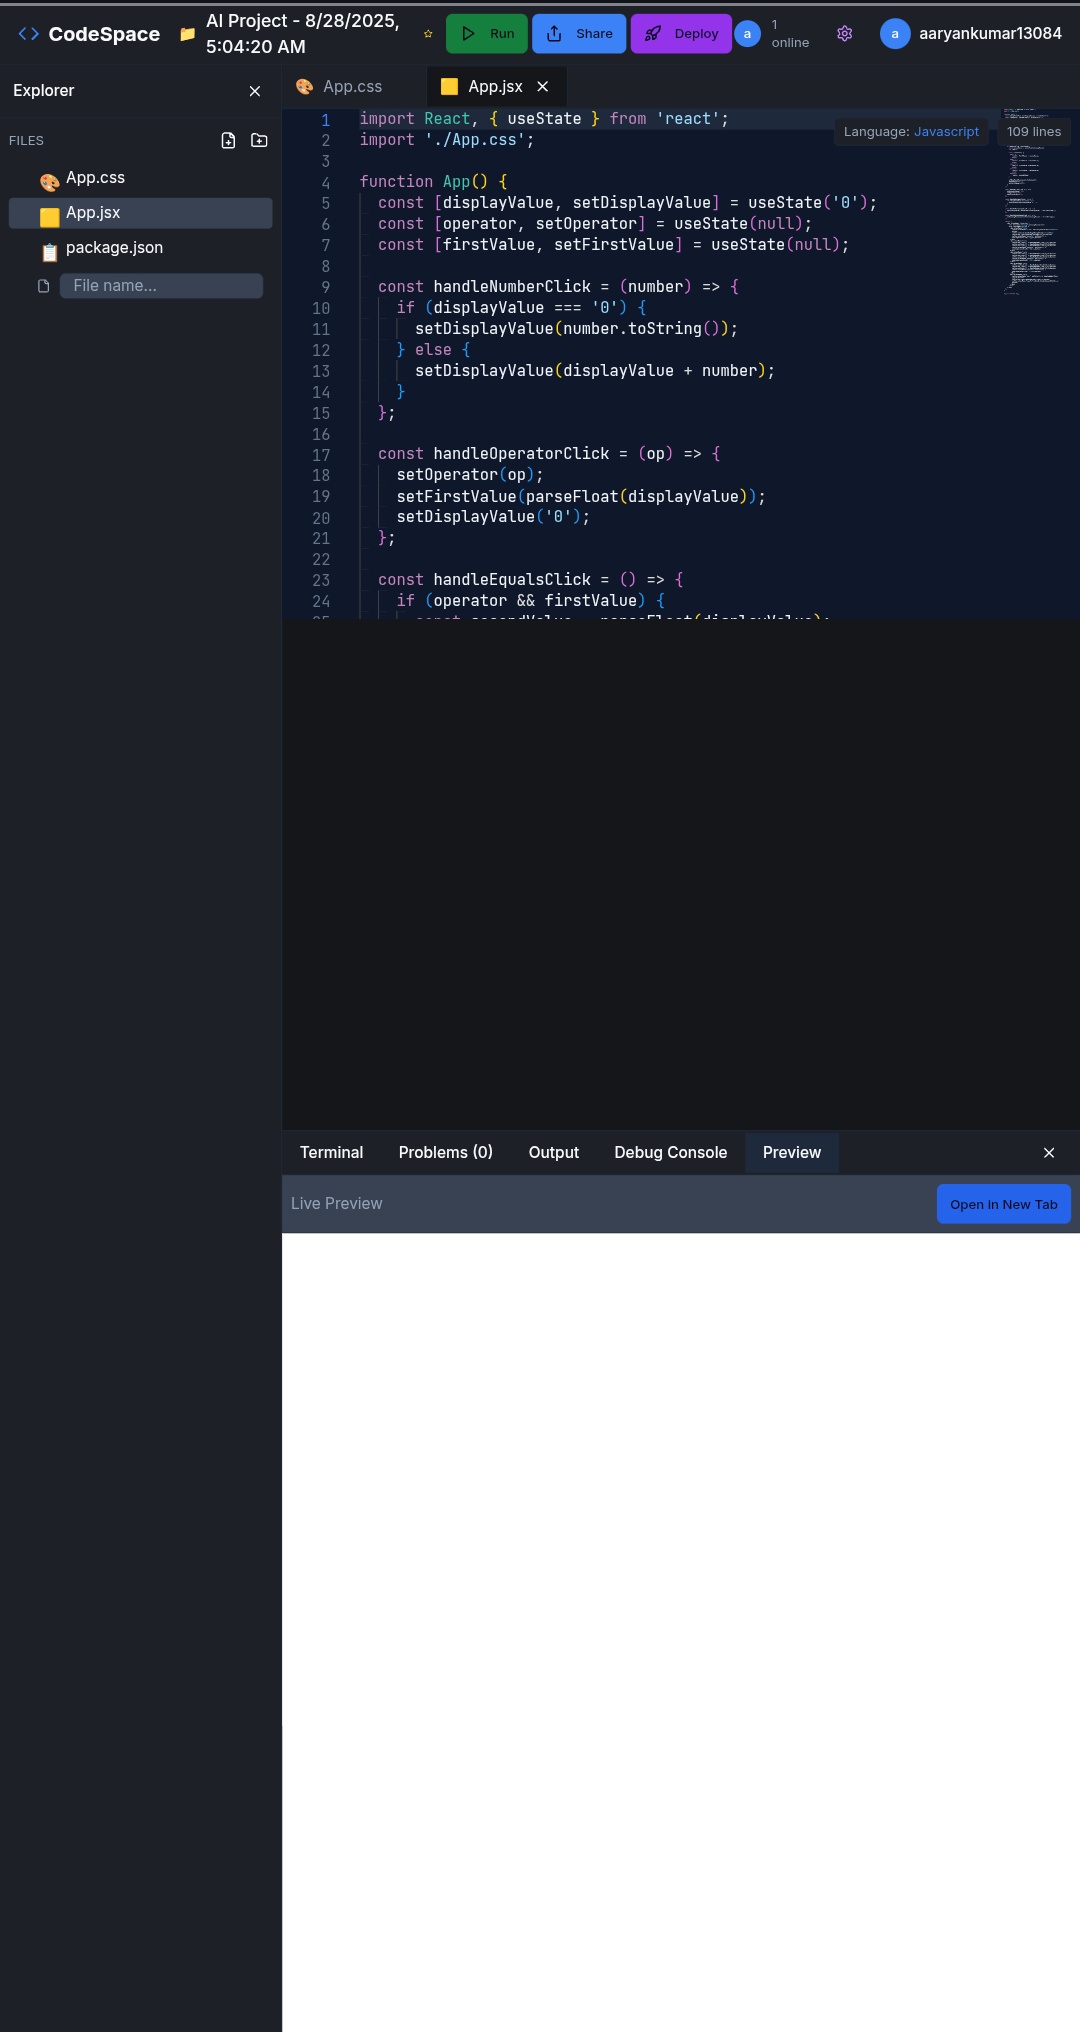 CodeSpace
AI Project - 8/28/2025,
5:04:20 AM
Run
Share
Deploy
a
1
online
a
aaryankumar13084
Explorer
FILES
App.css
App.jsx
package.json
File name...
App.css
App.jsx
Language: Javascript
109 lines
1 import React, { useState } from 'react';
2 import './App.css';
3
4 function App() {
5 const [displayValue, setDisplayValue] = useState('0');
6 const [operator, setOperator] = useState(null);
7 const [firstValue, setFirstValue] = useState(null);
8
9 const handleNumberClick = (number) => {
10 if (displayValue === '0') {
11 setDisplayValue(number.toString());
12 } else {
13 setDisplayValue(displayValue + number);
14 }
15 };
16
17 const handleOperatorClick = (op) => {
18 setOperator(op);
19 setFirstValue(parseFloat(displayValue));
20 setDisplayValue('0');
21 };
22
23 const handleEqualsClick = () => {
24 if (operator && firstValue) {
25 const secondValue = parseFloat(displayValue);
Terminal
Problems (0)
Output
Debug Console
Preview
Live Preview
Open in New Tab